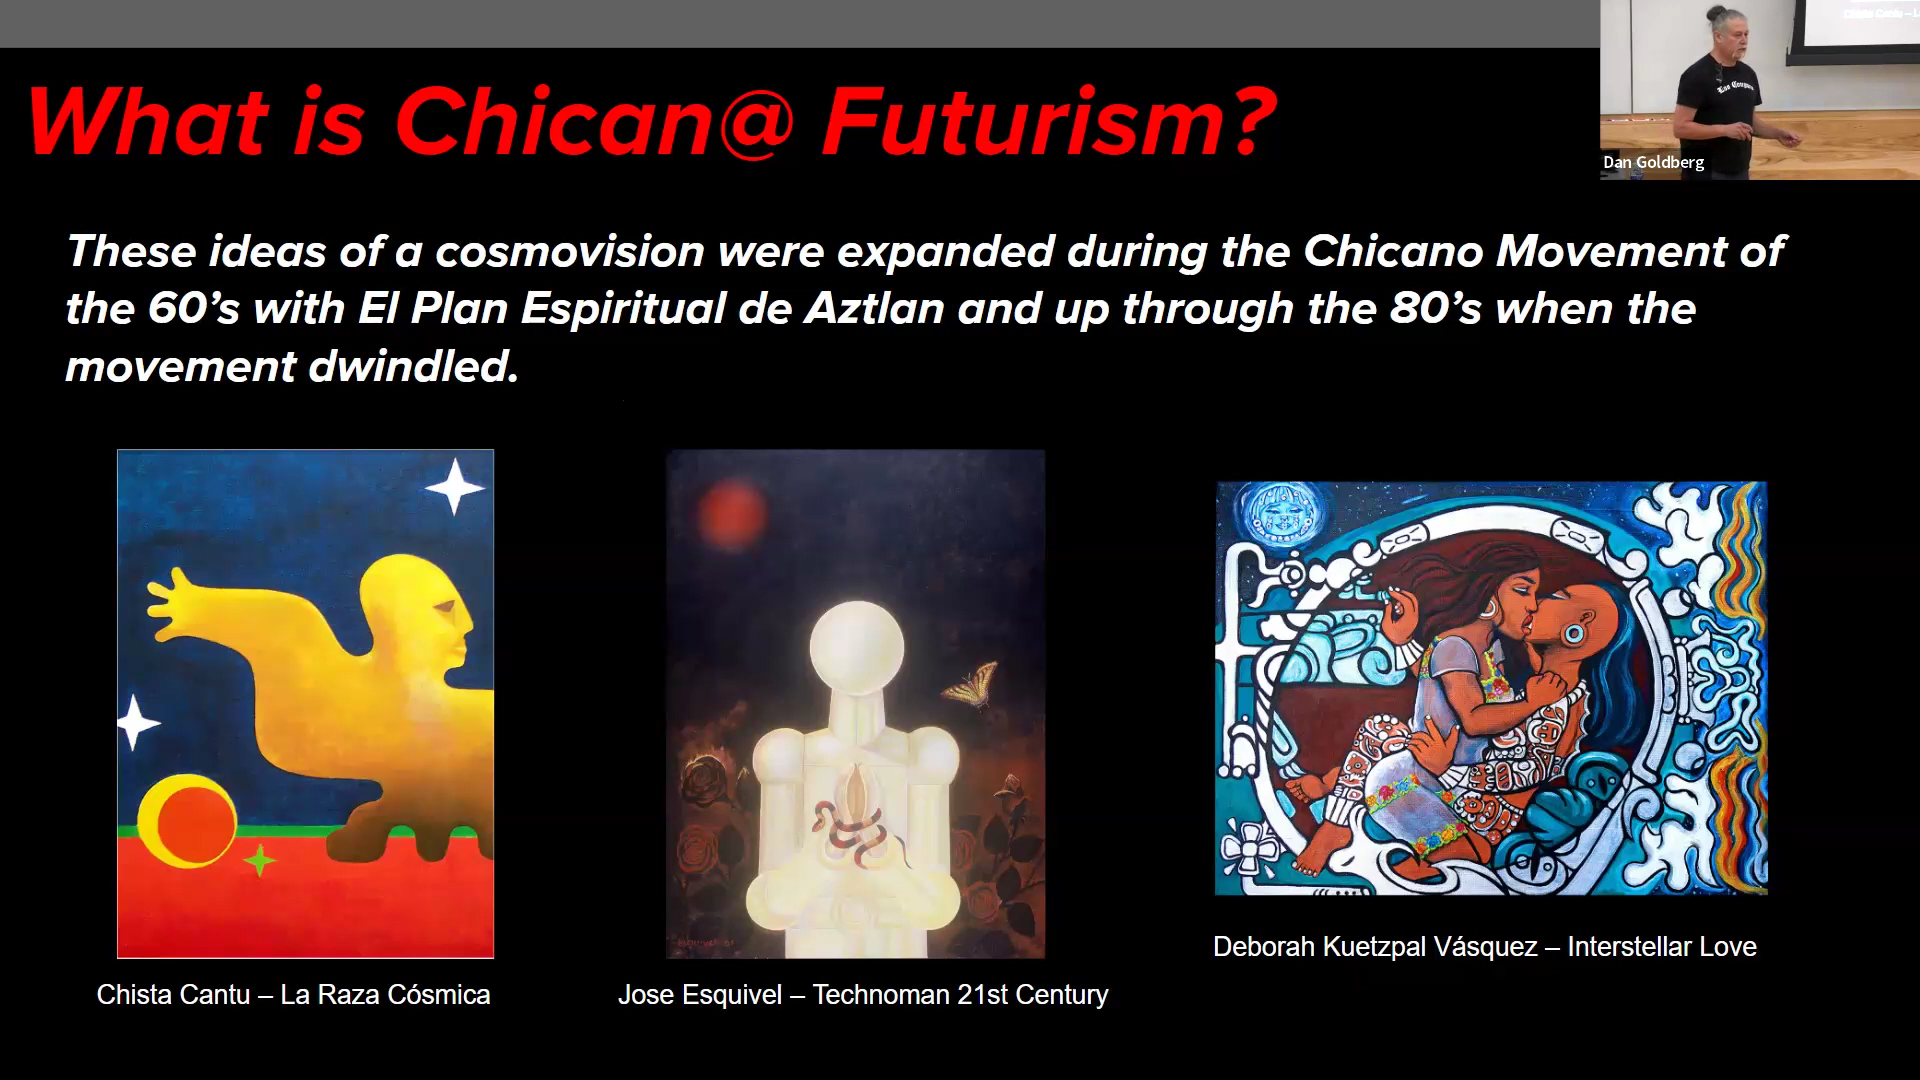 What is Chican@ Futurism?
Dan Goldberg
These ideas of a cosmovision were expanded during the Chicano Movement of
the 60’s with El Plan Espiritual de Aztlan and up through the 80’s when the
movement dwindled.
Chista Cantu – La Raza Cósmica
Jose Esquivel – Technoman 21st Century
Deborah Kuetzpal Vásquez – Interstellar Love